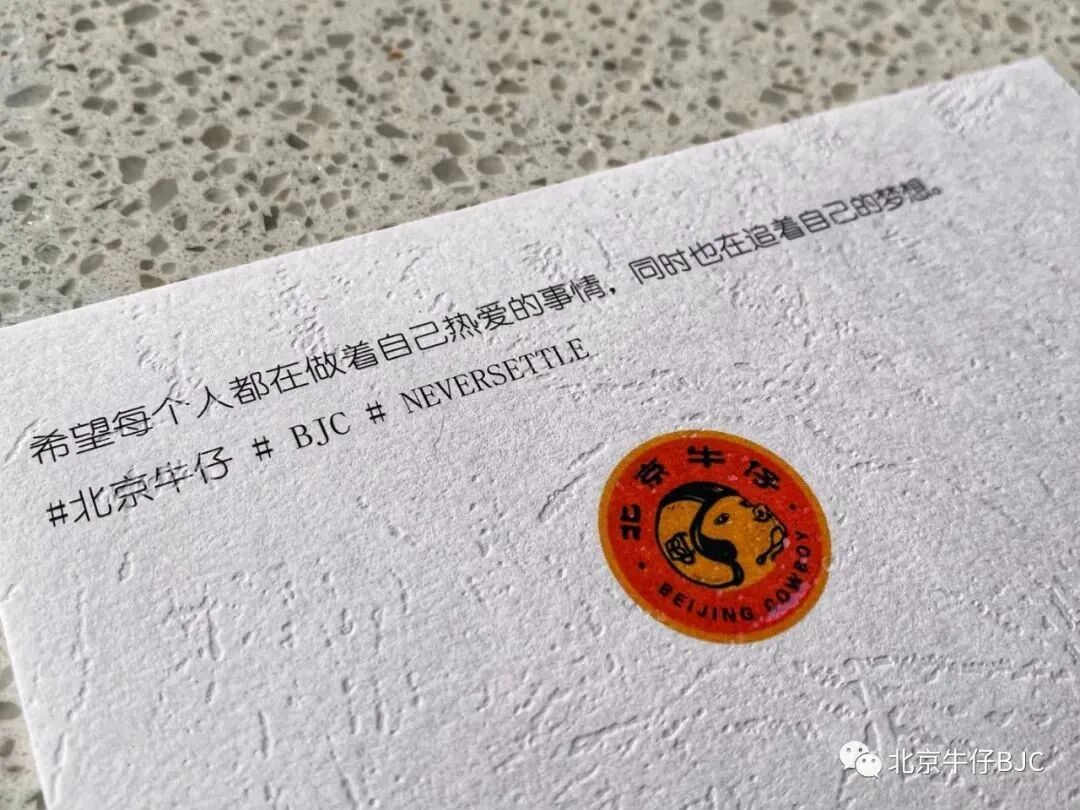 希望每个人都在做着自己热爱的事情，同时也在追着自己的梦想。
#北京牛仔 # BJC # NEVERSETTLE
北京牛仔
BEIJING COWBOY
北京牛仔BJC